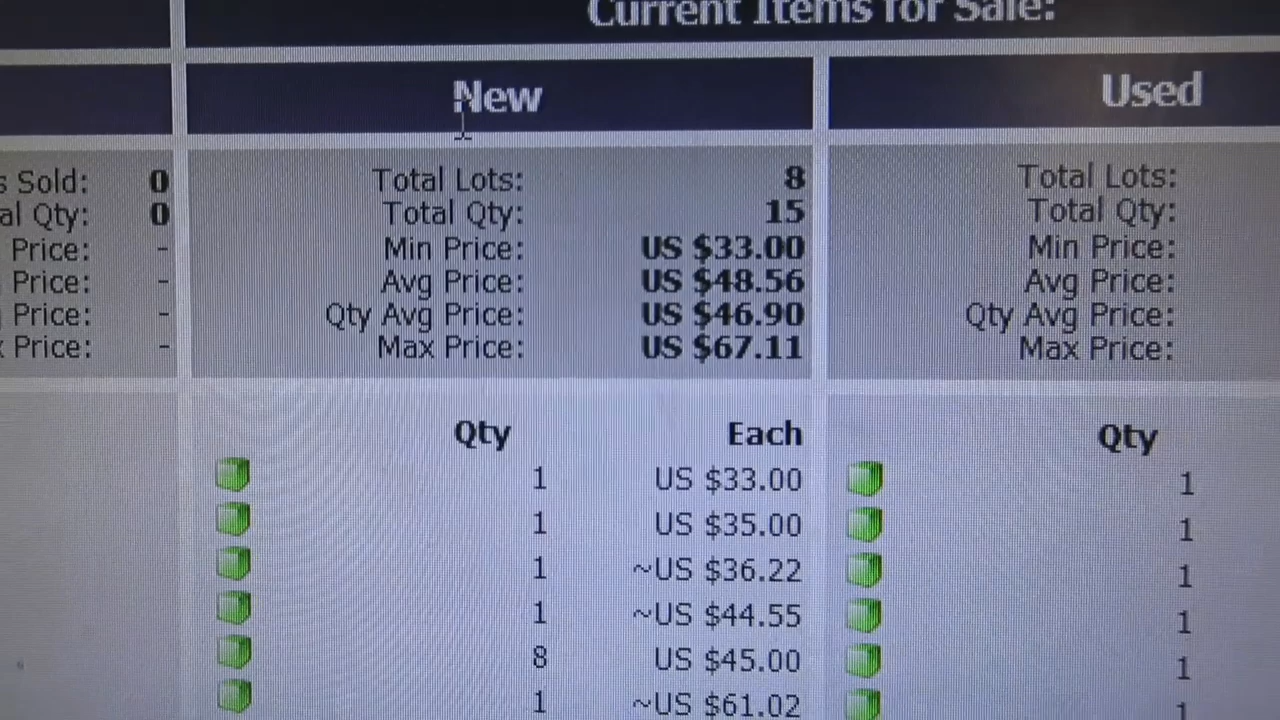 Current Items for Sale:
New
Used
s Sold: 0
al Qty: 0
Price: -
Price: -
Price: -
Price: -
Total Lots: 8
Total Qty: 15
Min Price: US $33.00
Avg Price: US $48.56
Qty Avg Price: US $46.90
Max Price: US $67.11
Total Lots:
Total Qty:
Min Price:
Avg Price:
Qty Avg Price:
Max Price:
Qty Each
1 US $33.00
1 US $35.00
1 ~US $36.22
1 ~US $44.55
8 US $45.00
1 ~US $61.02
Qty
1
1
1
1
1
1